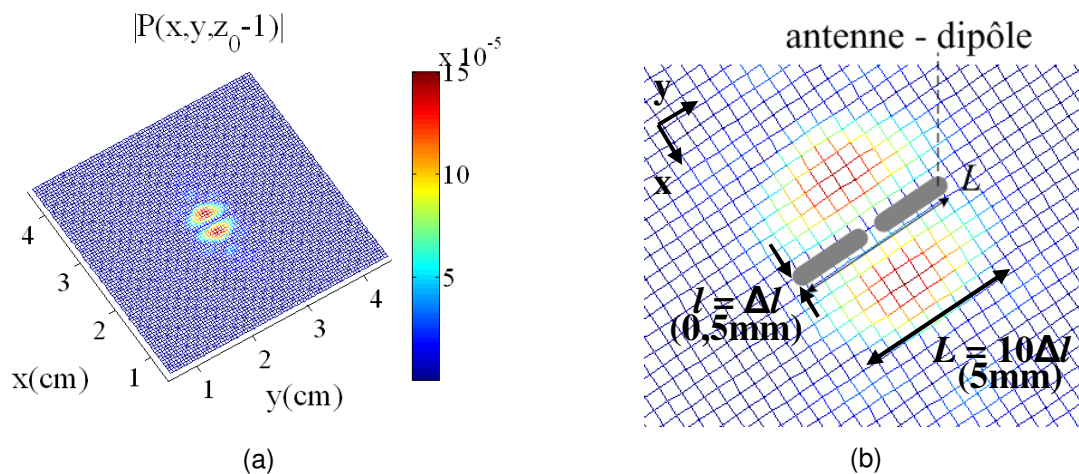 |P(x,y,z₀-1)|
x 10⁻⁵
15
10
5
4
3
2
1
x(cm)
1
2
3
4
y(cm)
(a)
antenne - dipôle
y
x
L
l = Δl
(0,5mm)
L = 10Δl
(5mm)
(b)